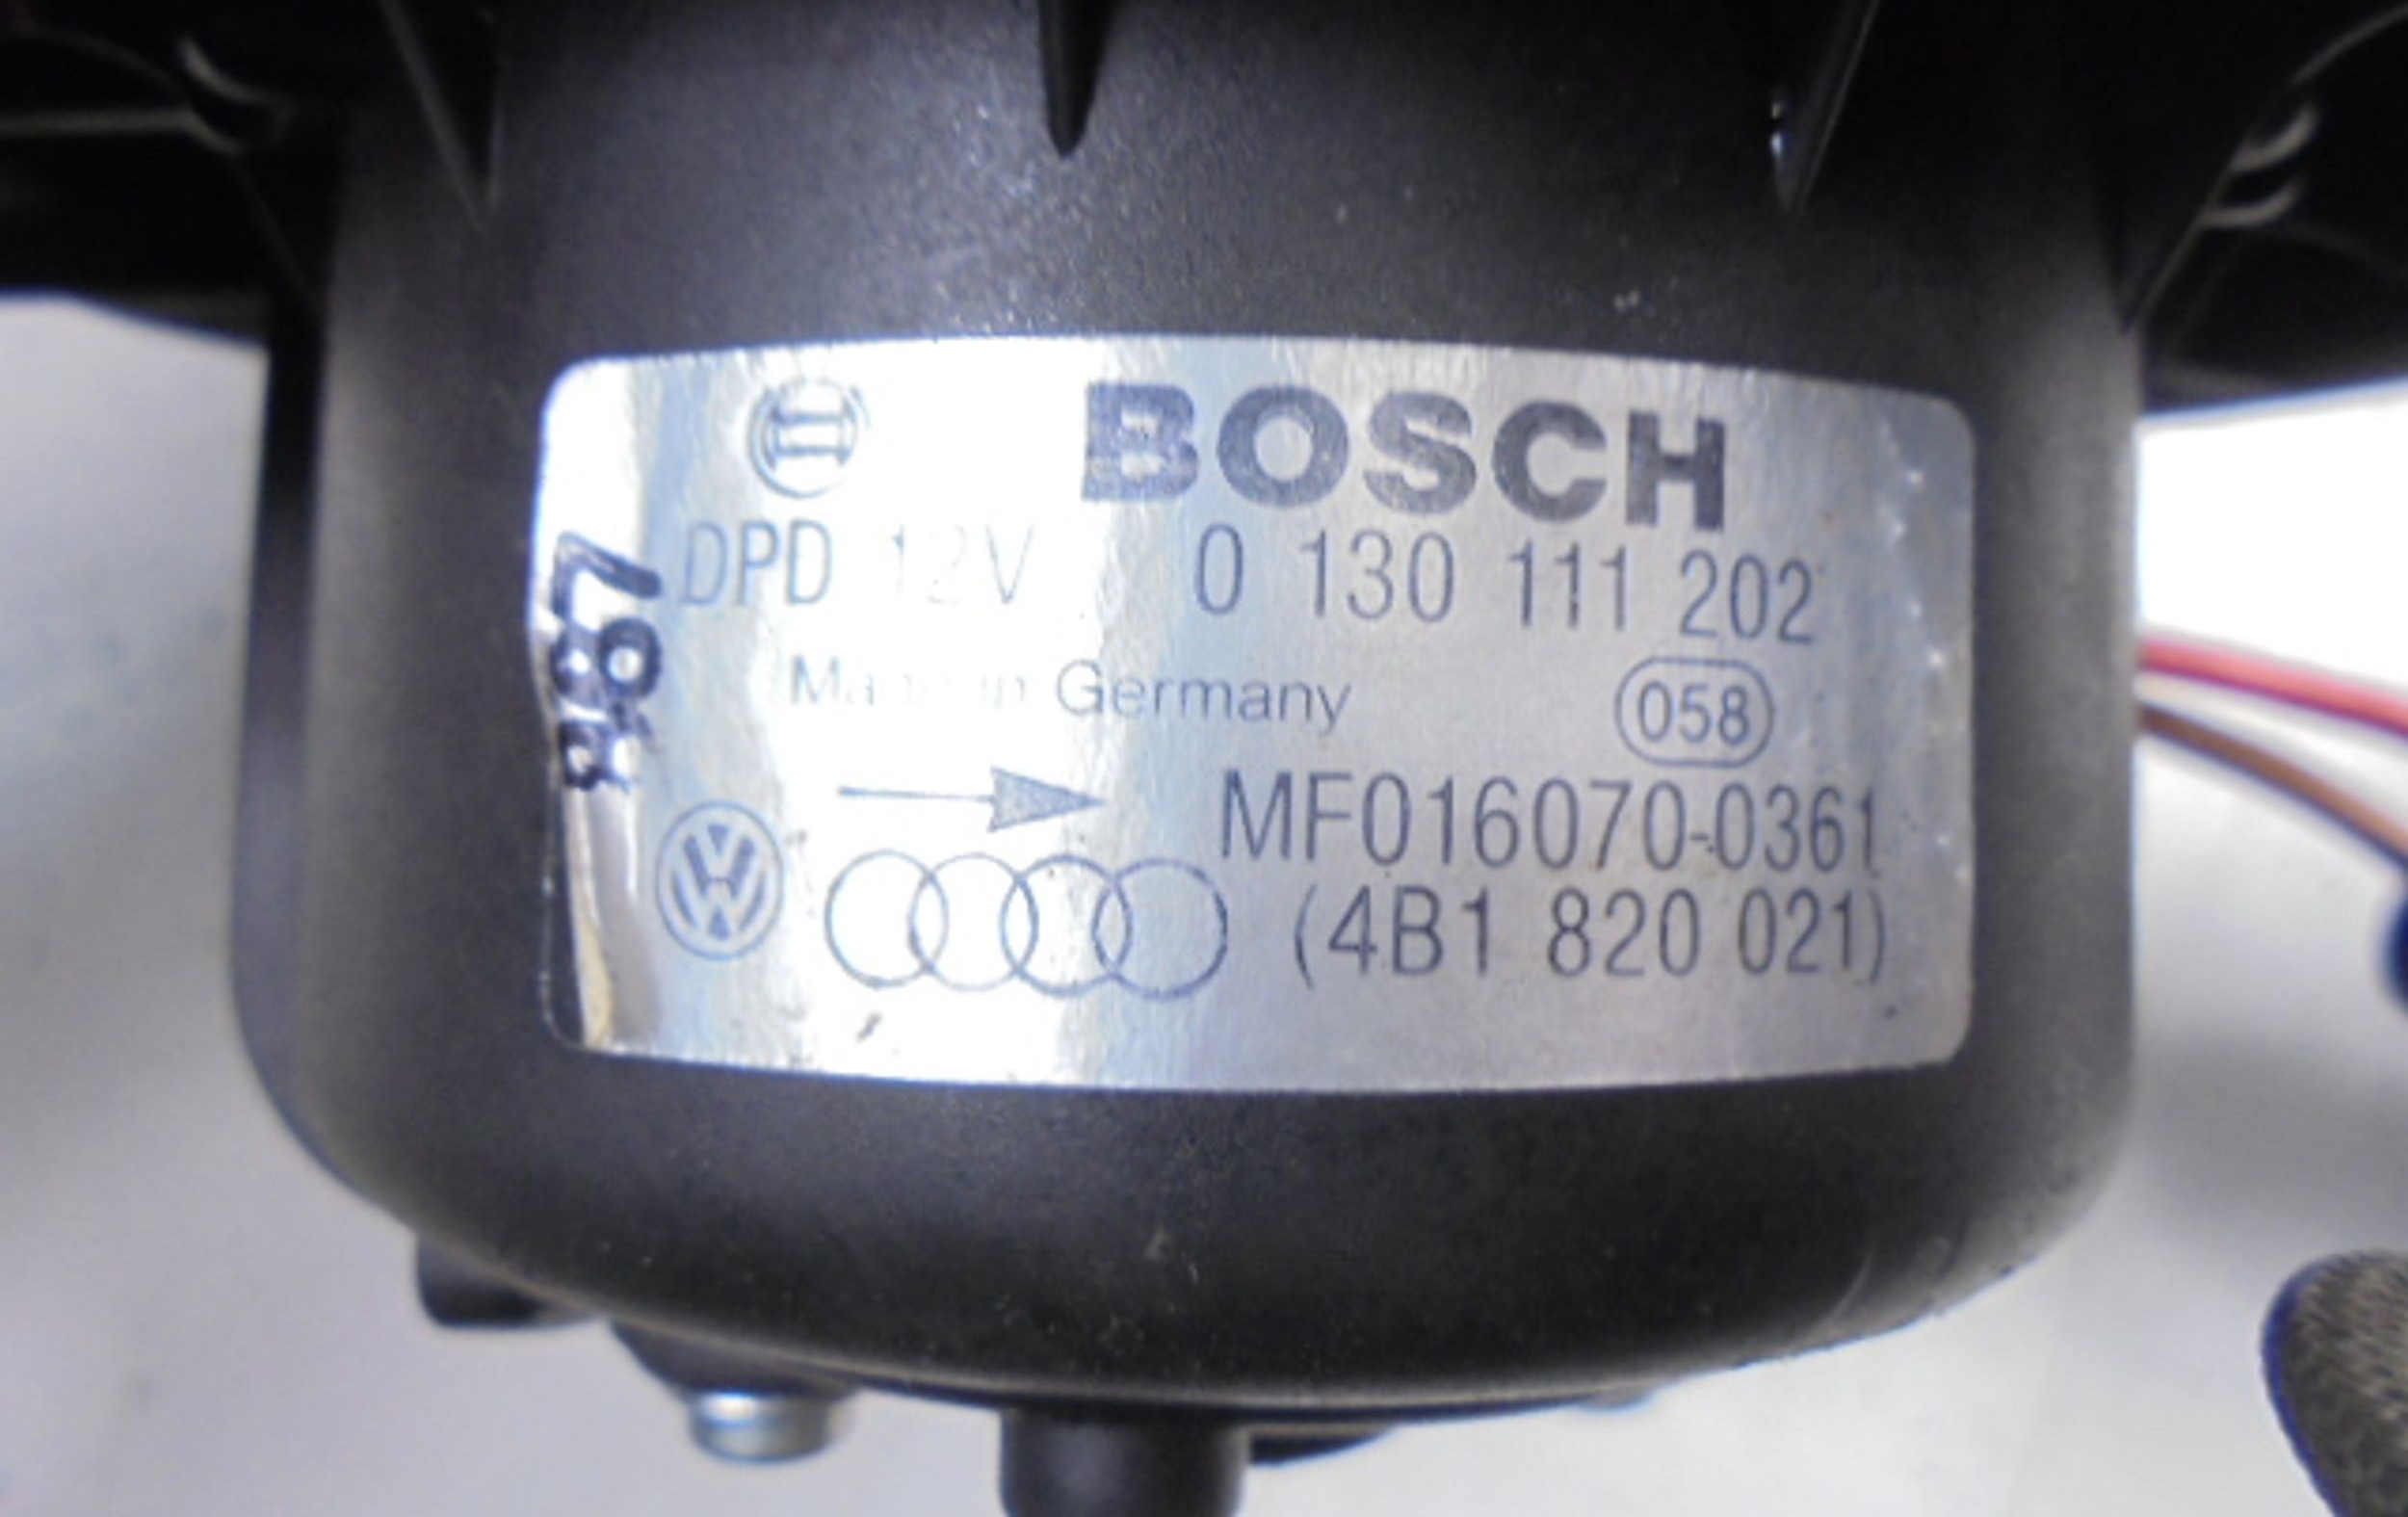 BOSCH
DPD 12V 0 130 111 202
Made in Germany
058
MF016070-0361
(4B1 820 021)